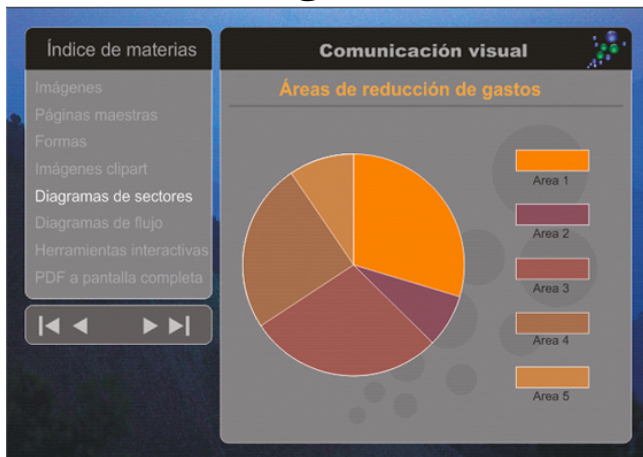 Índice de materias
Imágenes
Páginas maestras
Formas
Imágenes clipart
Diagramas de sectores
Diagramas de flujo
Herramientas interactivas
PDF a pantalla completa
Comunicación visual
Áreas de reducción de gastos
Area 1
Area 2
Area 3
Area 4
Area 5